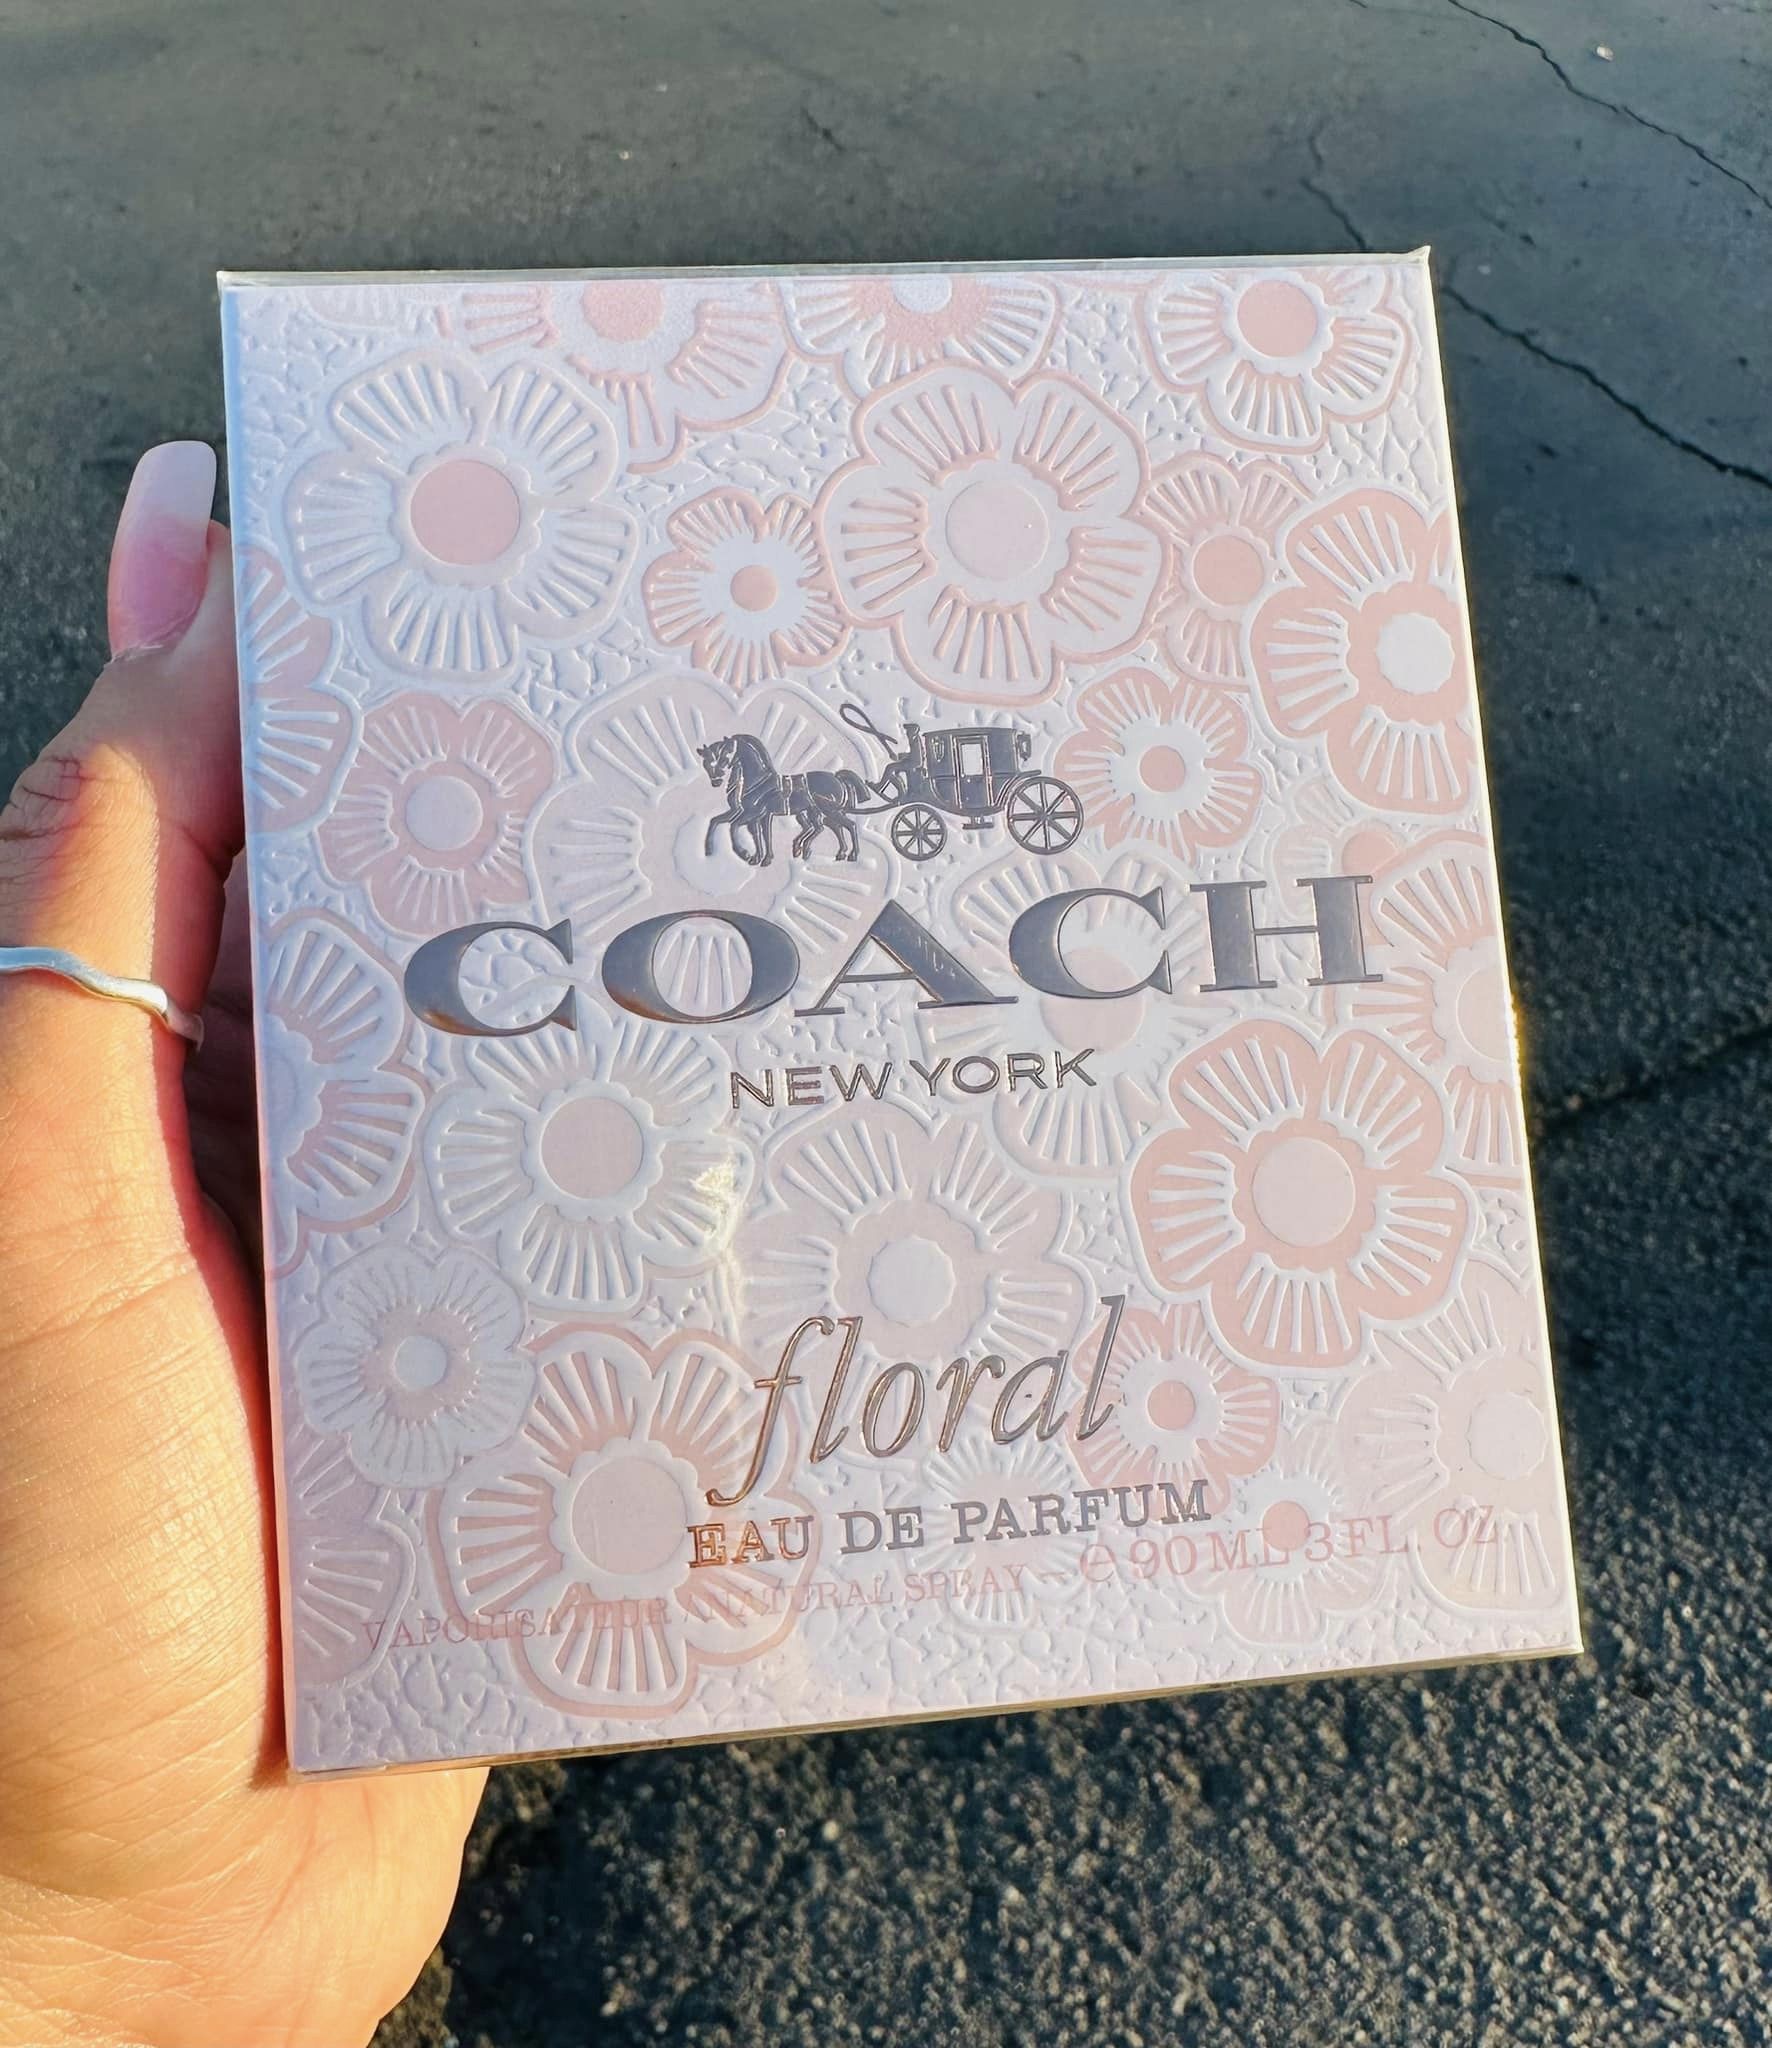 COACH
NEW YORK
floral
EAU DE PARFUM
VAPORISATEUR / NATURAL SPRAY – ℮ 90 ML 3 FL. OZ